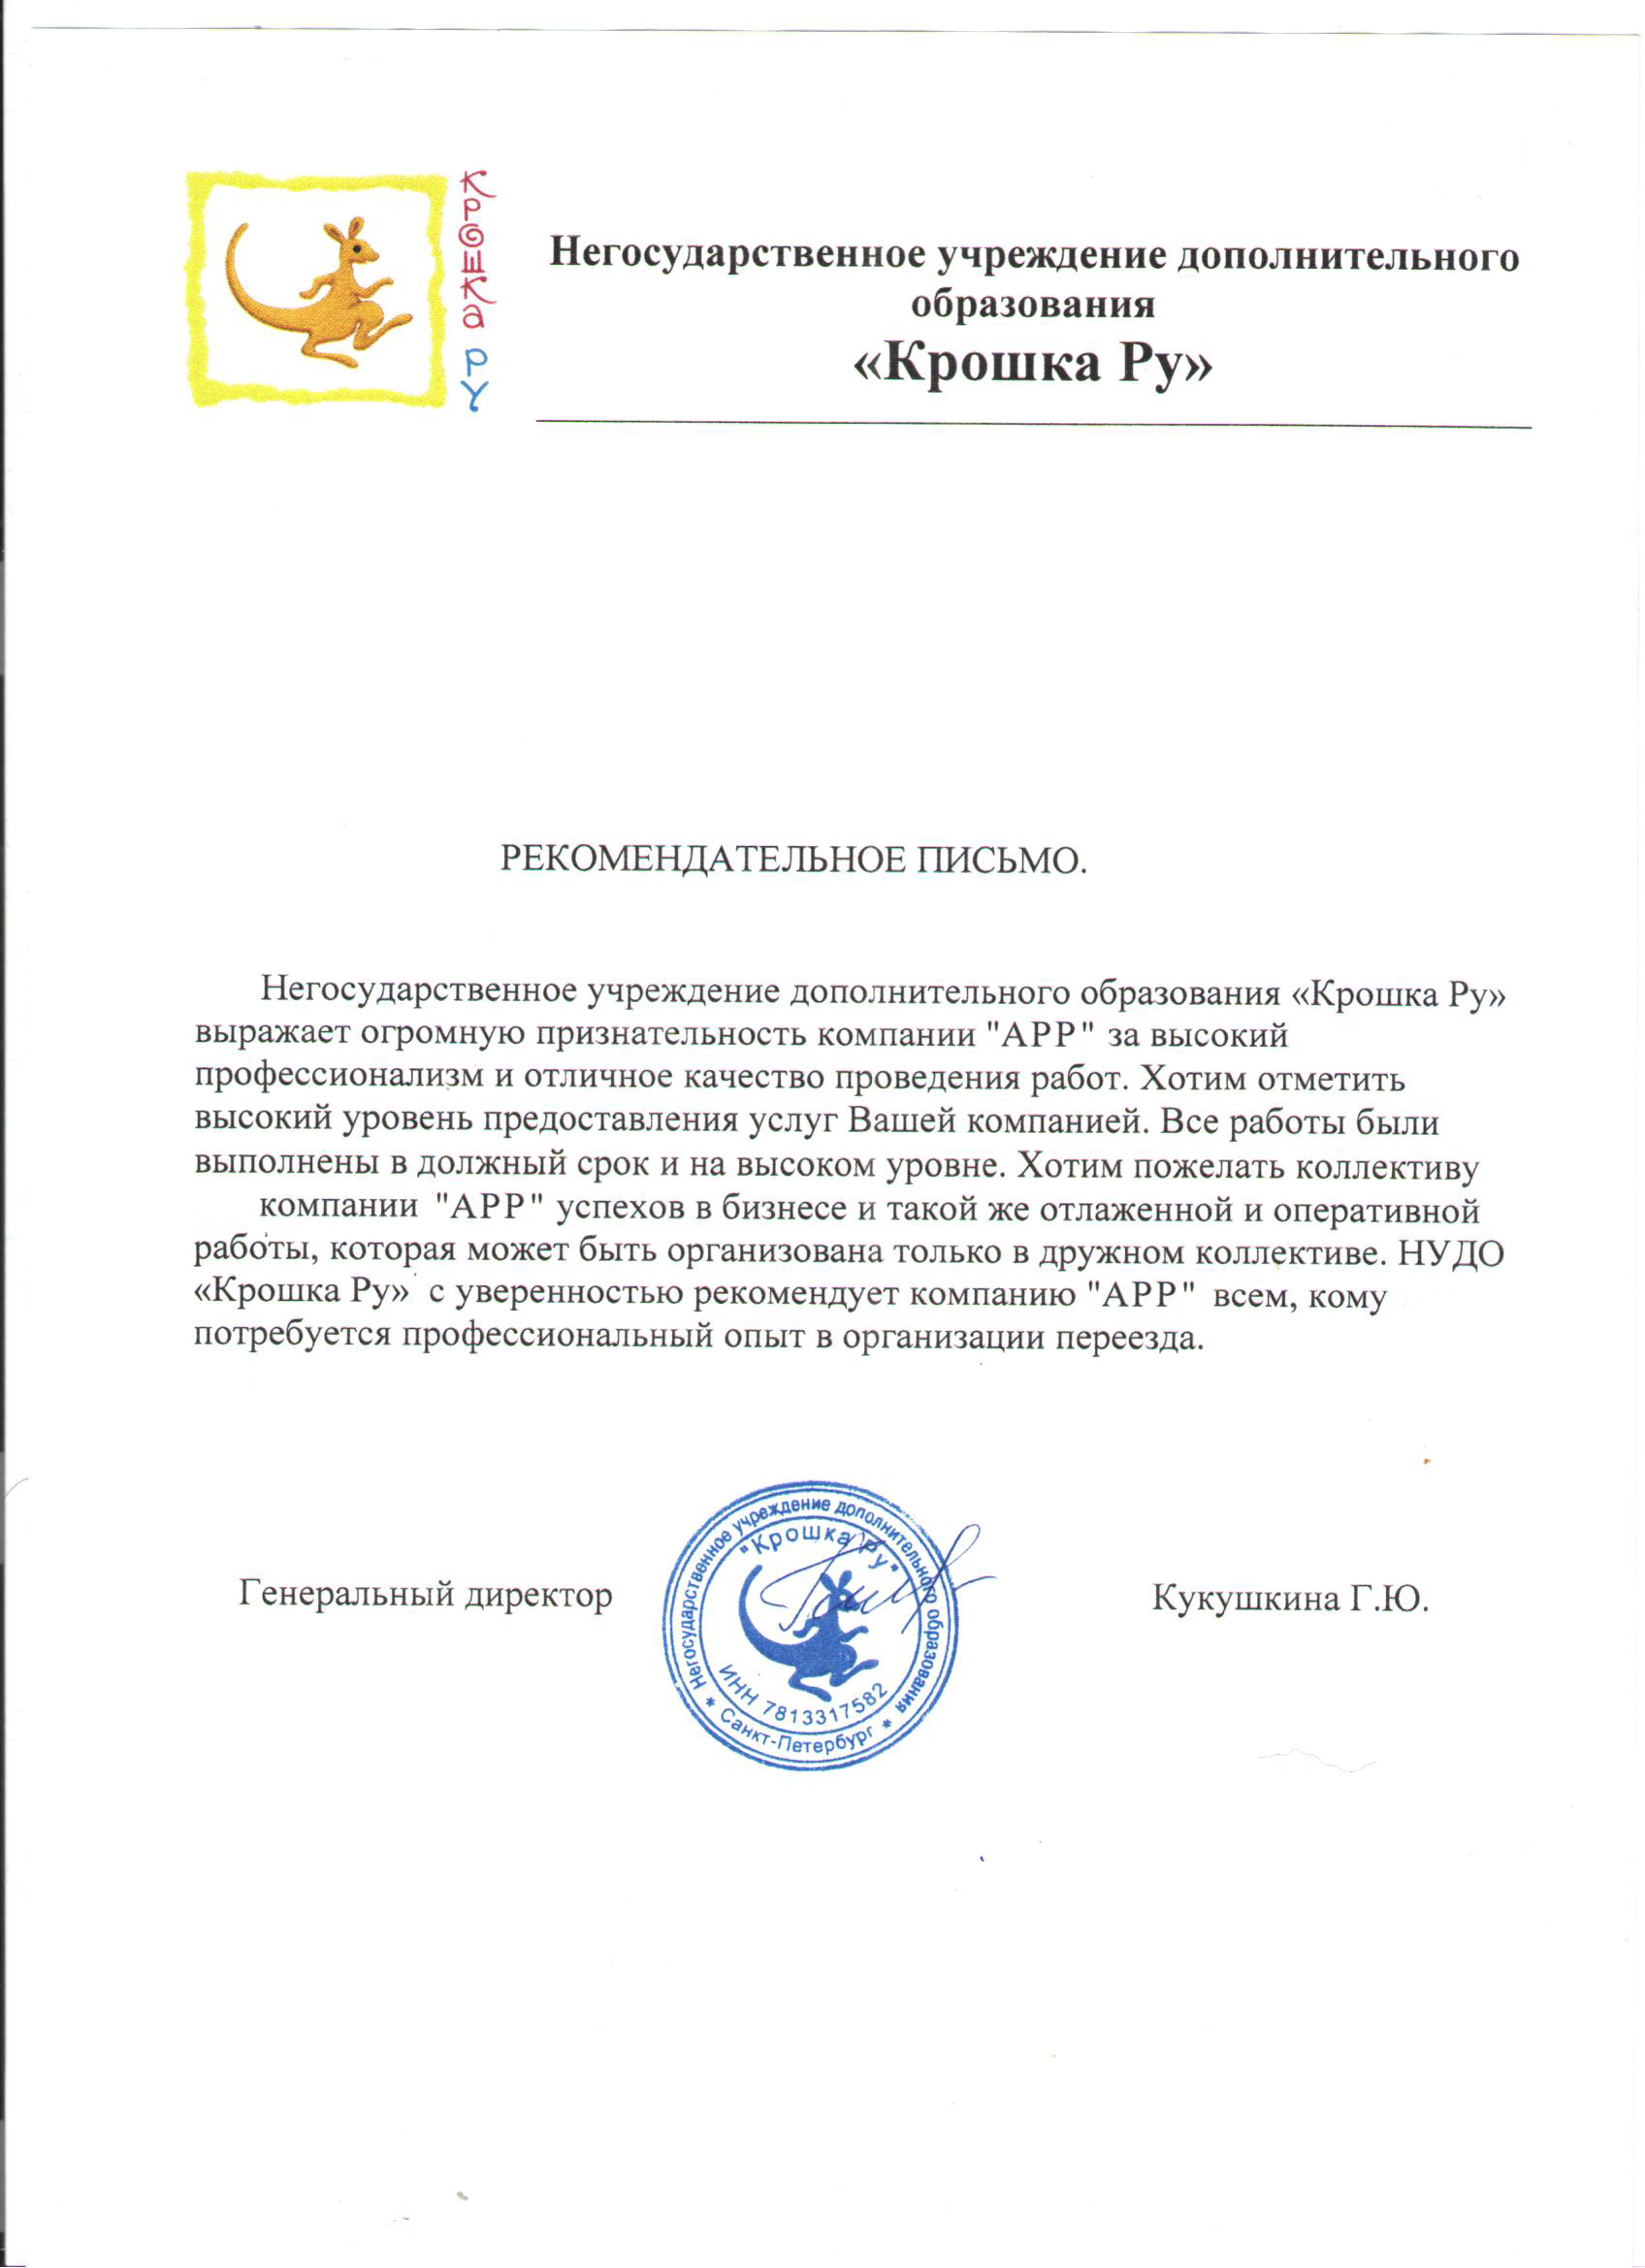 КРОШКА РУ
Негосударственное учреждение дополнительного
образования
«Крошка Ру»
РЕКОМЕНДАТЕЛЬНОЕ ПИСЬМО.
Негосударственное учреждение дополнительного образования «Крошка Ру»
выражает огромную признательность компании "АРР" за высокий
профессионализм и отличное качество проведения работ. Хотим отметить
высокий уровень предоставления услуг Вашей компанией. Все работы были
выполнены в должный срок и на высоком уровне. Хотим пожелать коллективу
компании "АРР" успехов в бизнесе и такой же отлаженной и оперативной
работы, которая может быть организована только в дружном коллективе. НУДО
«Крошка Ру» с уверенностью рекомендует компанию "АРР" всем, кому
потребуется профессиональный опыт в организации переезда.
Генеральный директор
Негосударственное учреждение дополнительного образования
"Крошка Ру"
ИНН 7813317582
* Санкт-Петербург *
Кукушкина Г.Ю.